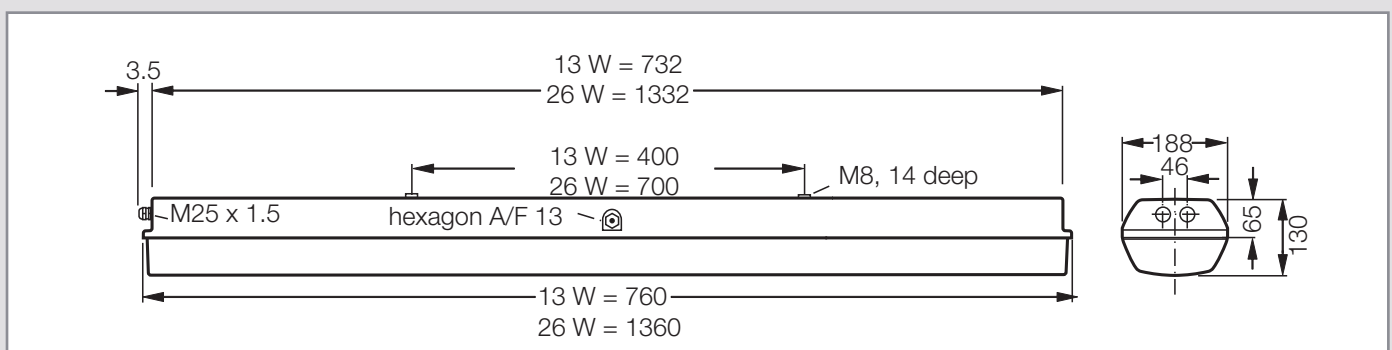 3.5
13 W = 732
26 W = 1332
13 W = 400
26 W = 700
M8, 14 deep
M25 x 1.5
hexagon A/F 13
13 W = 760
26 W = 1360
188
46
65
130